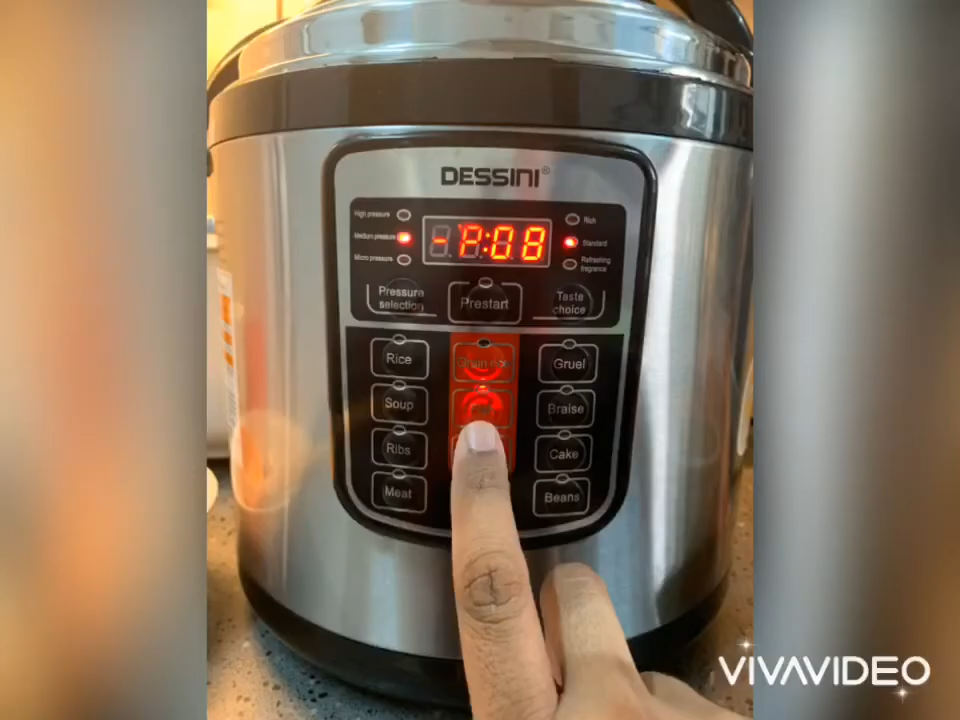 DESSINI®
High pressure
Medium pressure
Micro pressure
-P:08
Rich
Standard
Refreshing
fragrance
Pressure
selection
Prestart
Taste
choice
Rice
Gruel
Soup
Braise
Ribs
Cake
Meat
Beans
VIVAVIDEO